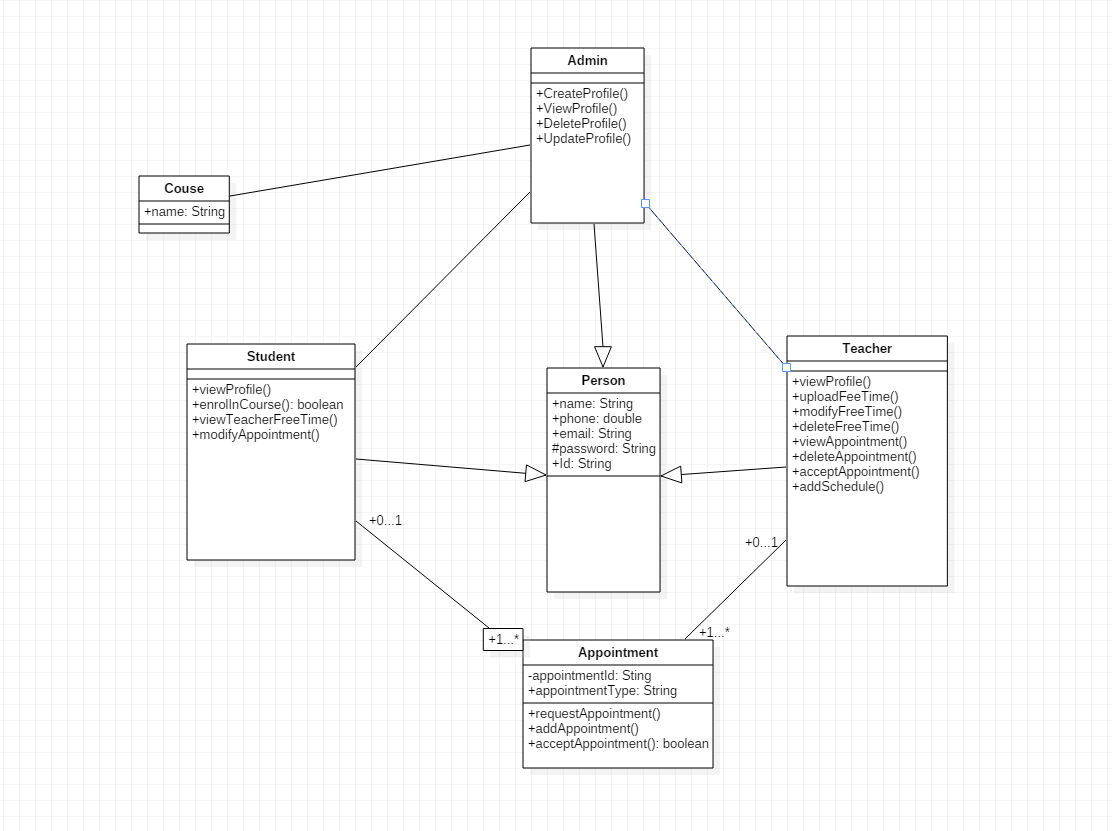 Admin
+CreateProfile()
+ViewProfile()
+DeleteProfile()
+UpdateProfile()
Couse
+name: String
Student
+viewProfile()
+enrolInCourse(): boolean
+viewTeacherFreeTime()
+modifyAppointment()
Person
+name: String
+phone: double
+email: String
#password: String
+Id: String
Teacher
+viewProfile()
+uploadFeeTime()
+modifyFreeTime()
+deleteFreeTime()
+viewAppointment()
+deleteAppointment()
+acceptAppointment()
+addSchedule()
+0...1
+0...1
+1...*
+1...*
Appointment
-appointmentId: Sting
+appointmentType: String
+requestAppointment()
+addAppointment()
+acceptAppointment(): boolean